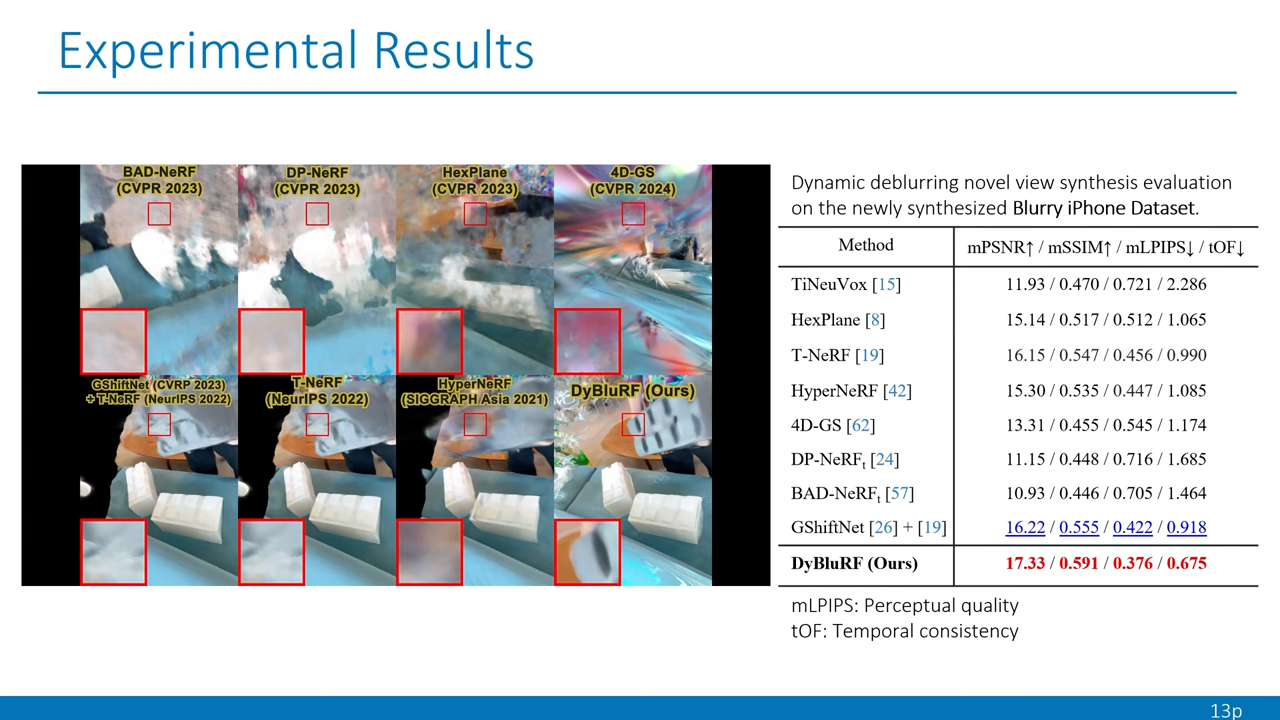 Experimental Results
BAD-NeRF
(CVPR 2023)
DP-NeRF
(CVPR 2023)
HexPlane
(CVPR 2023)
4D-GS
(CVPR 2024)
GShiftNet (CVRP 2023)
+ T-NeRF (NeurIPS 2022)
T-NeRF
(NeurIPS 2022)
HyperNeRF
(SIGGRAPH Asia 2021)
DyBluRF (Ours)
Dynamic deblurring novel view synthesis evaluation
on the newly synthesized Blurry iPhone Dataset.
Method mPSNR↑ / mSSIM↑ / mLPIPS↓ / tOF↓
TiNeuVox [15] 11.93 / 0.470 / 0.721 / 2.286
HexPlane [8] 15.14 / 0.517 / 0.512 / 1.065
T-NeRF [19] 16.15 / 0.547 / 0.456 / 0.990
HyperNeRF [42] 15.30 / 0.535 / 0.447 / 1.085
4D-GS [62] 13.31 / 0.455 / 0.545 / 1.174
DP-NeRFt [24] 11.15 / 0.448 / 0.716 / 1.685
BAD-NeRFt [57] 10.93 / 0.446 / 0.705 / 1.464
GShiftNet [26] + [19] 16.22 / 0.555 / 0.422 / 0.918
DyBluRF (Ours) 17.33 / 0.591 / 0.376 / 0.675
mLPIPS: Perceptual quality
tOF: Temporal consistency
13p